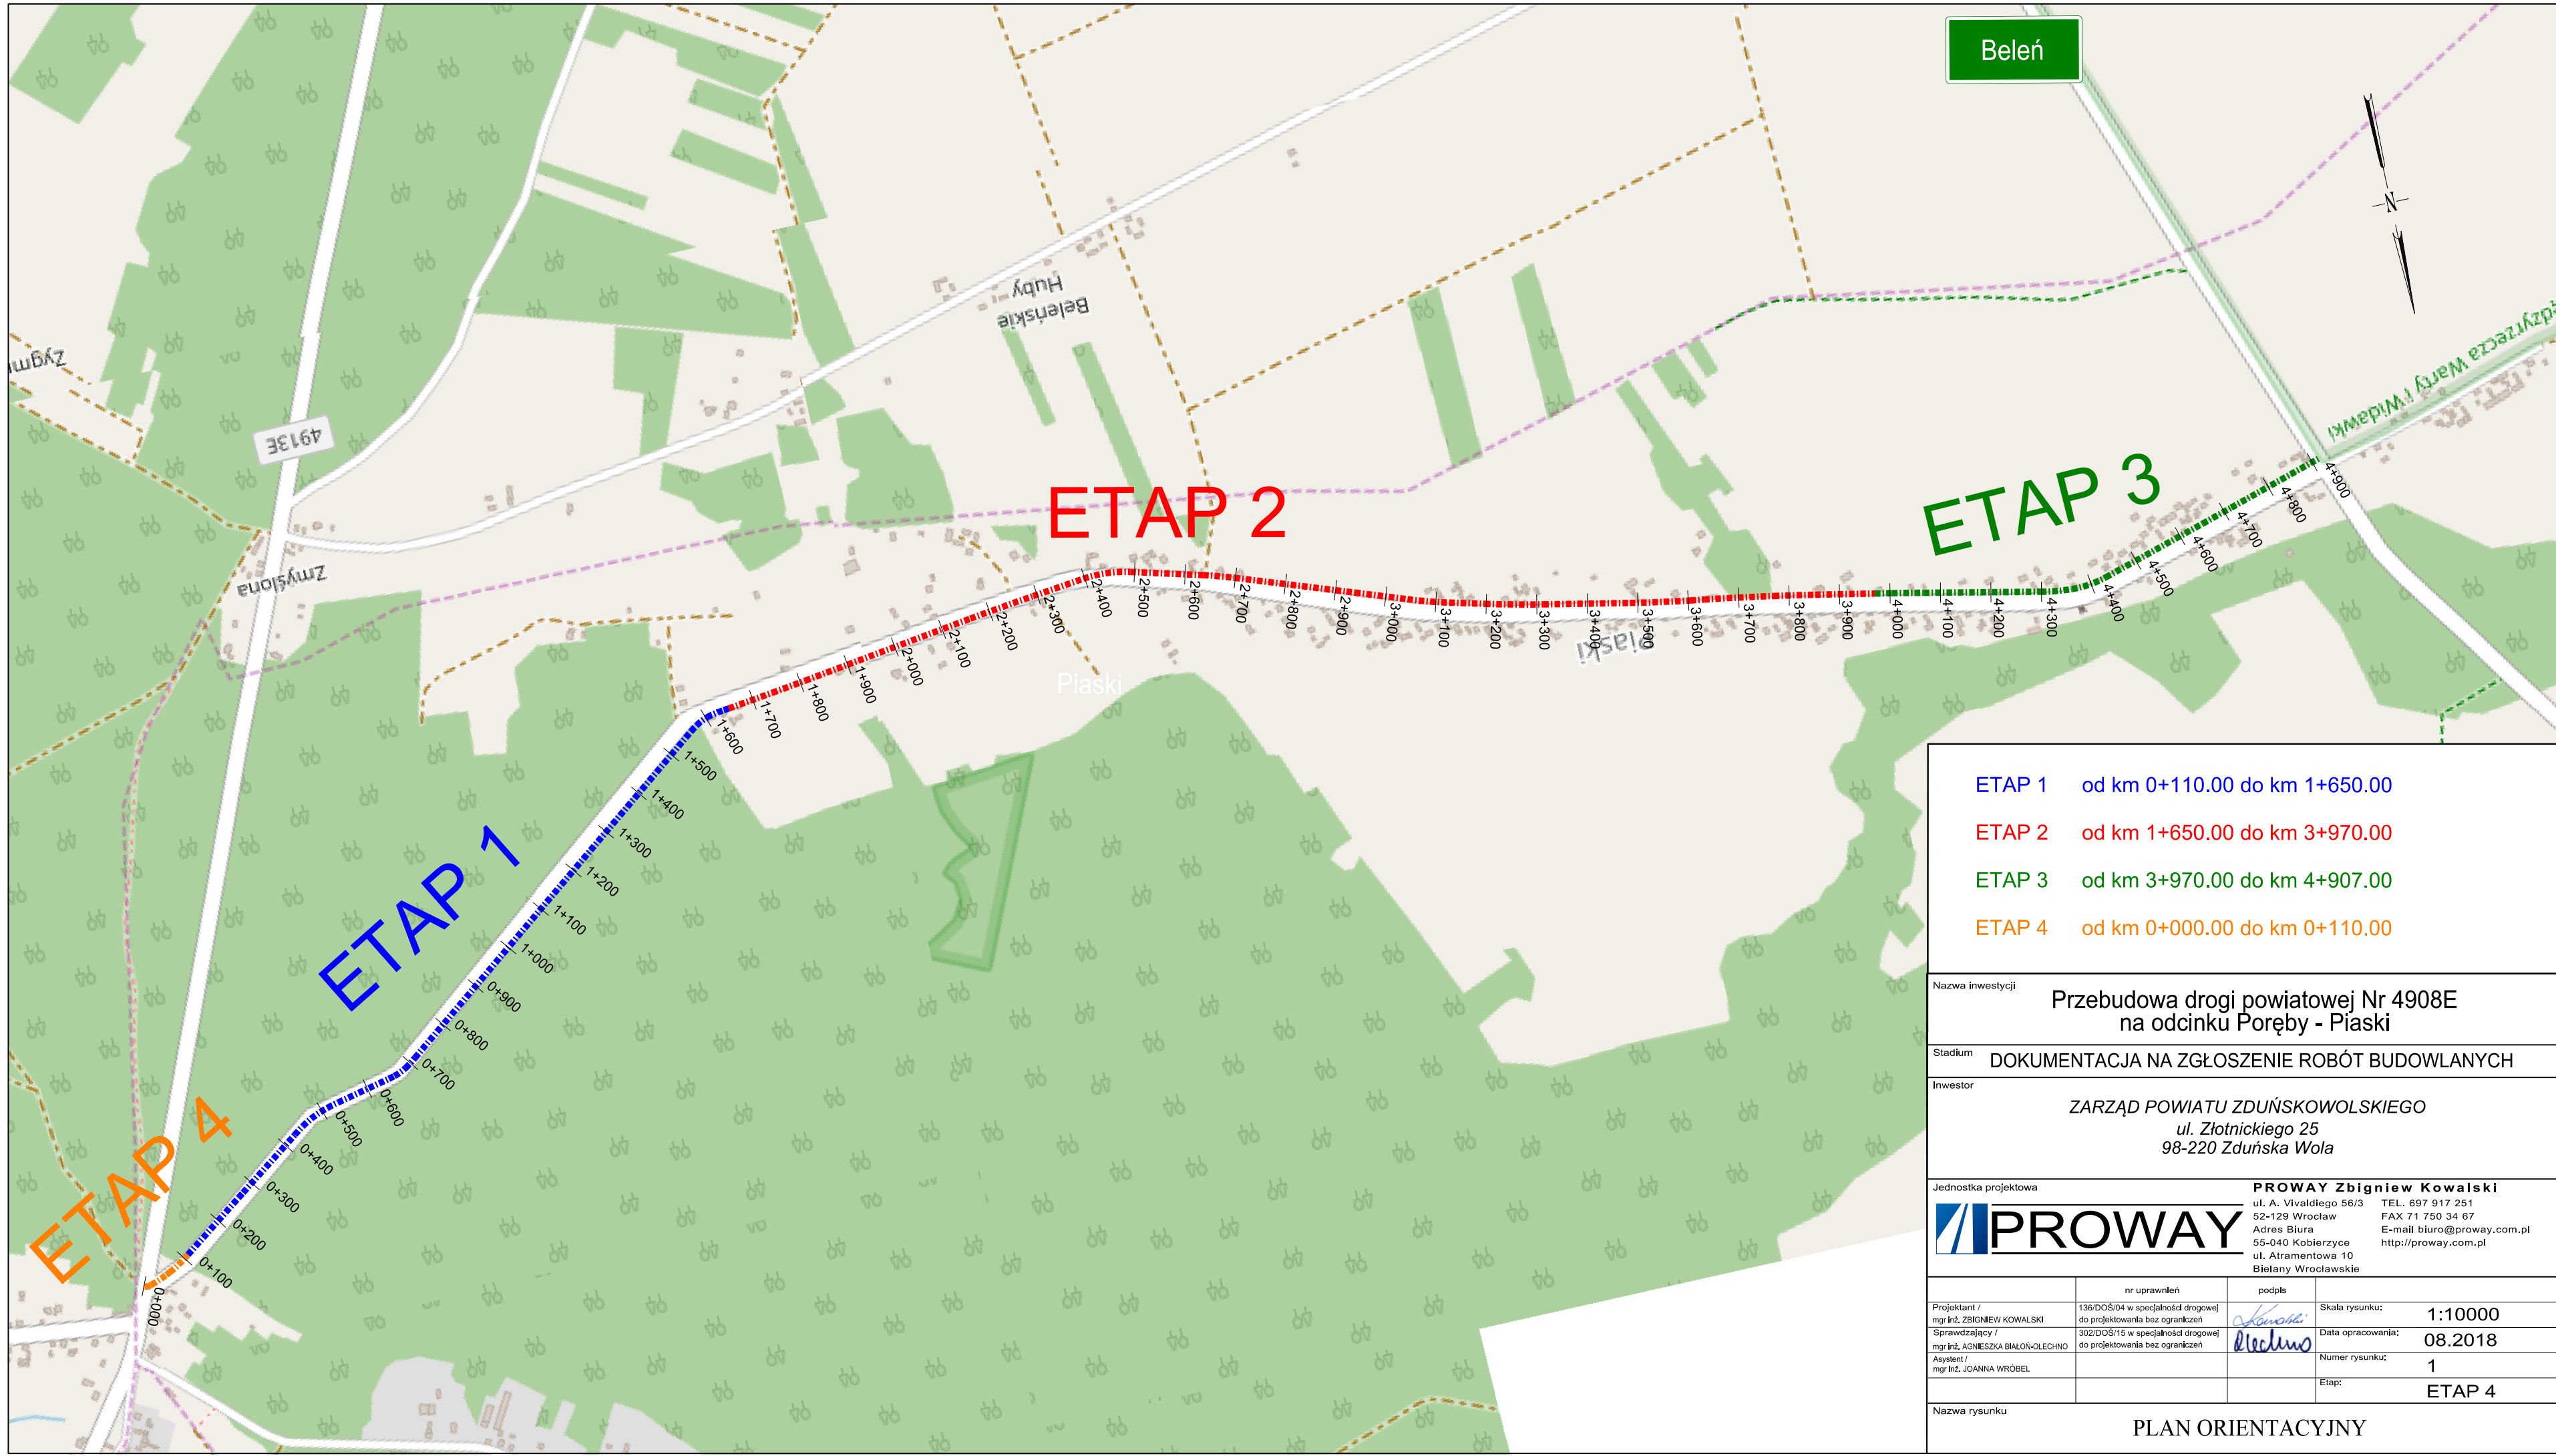 Beleń
N
Zygmu
4913E
Huby
Beleńskie
Zmyślona
ędzyrzecza Warty i Widawki
ETAP 2
ETAP 3
ETAP 1
ETAP 4
Piaski
Piaski
0+000
0+100
0+200
0+300
0+400
0+500
0+600
0+700
0+800
0+900
1+000
1+100
1+200
1+300
1+400
1+500
1+600
1+700
1+800
1+900
2+000
2+100
2+200
2+300
2+400
2+500
2+600
2+700
2+800
2+900
3+000
3+100
3+200
3+300
3+400
3+500
3+600
3+700
3+800
3+900
4+000
4+100
4+200
4+300
4+400
4+500
4+600
4+700
4+800
4+900
ETAP 1 od km 0+110.00 do km 1+650.00
ETAP 2 od km 1+650.00 do km 3+970.00
ETAP 3 od km 3+970.00 do km 4+907.00
ETAP 4 od km 0+000.00 do km 0+110.00
Nazwa inwestycji
Przebudowa drogi powiatowej Nr 4908E
na odcinku Poręby - Piaski
Stadium DOKUMENTACJA NA ZGŁOSZENIE ROBÓT BUDOWLANYCH
Inwestor
ZARZĄD POWIATU ZDUŃSKOWOLSKIEGO
ul. Złotnickiego 25
98-220 Zduńska Wola
Jednostka projektowa
PROWAY
PROWAY Zbigniew Kowalski
ul. A. Vivaldiego 56/3 TEL. 697 917 251
52-129 Wrocław FAX 71 750 34 67
Adres Biura E-mail biuro@proway.com.pl
55-040 Kobierzyce http://proway.com.pl
ul. Atramentowa 10
Bielany Wrocławskie
nr uprawnień podpis
Projektant / 136/DOŚ/04 w specjalności drogowej Skala rysunku: 1:10000
mgr inż. ZBIGNIEW KOWALSKI do projektowania bez ograniczeń Kowalski
Sprawdzający / 302/DOŚ/15 w specjalności drogowej Data opracowania: 08.2018
mgr inż. AGNIESZKA BIAŁOŃ-OLECHNO do projektowania bez ograniczeń Olechno
Asystent / Numer rysunku: 1
mgr inż. JOANNA WRÓBEL
Etap: ETAP 4
Nazwa rysunku
PLAN ORIENTACYJNY